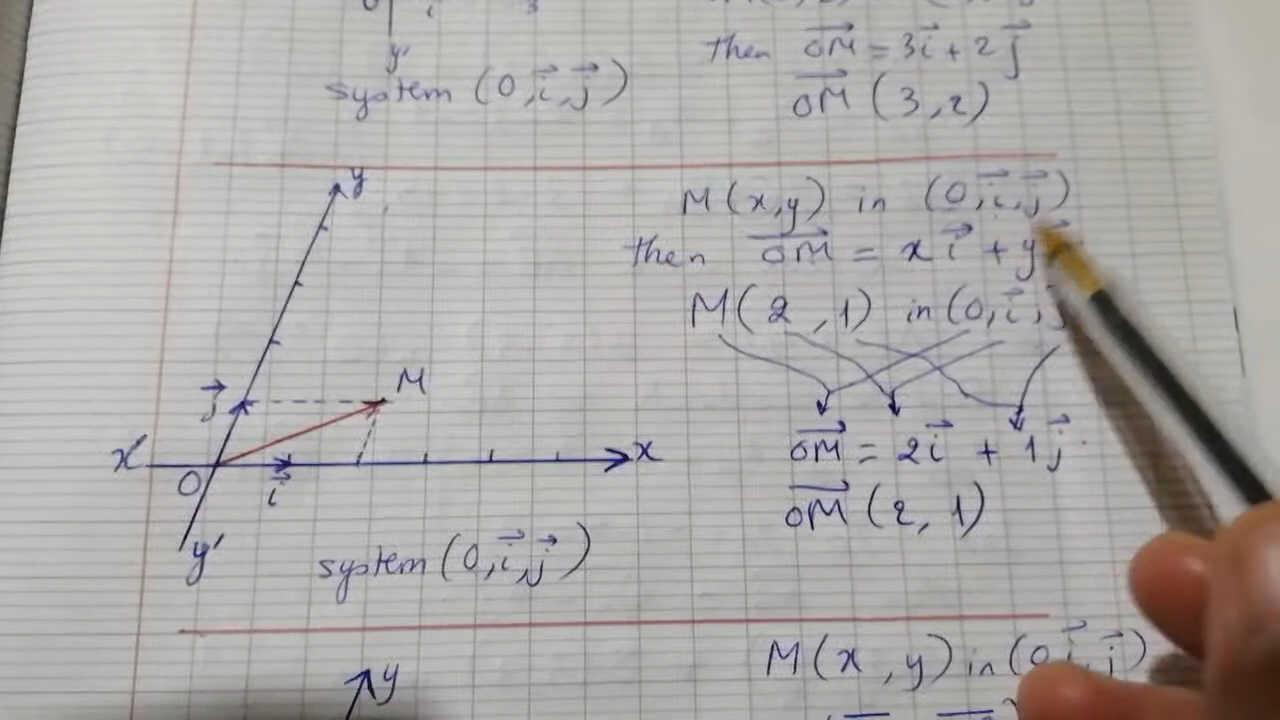 y'
system (O, i⃗, j⃗)
then OM⃗ = 3i⃗ + 2j⃗
OM⃗ (3, 2)
y
j⃗
M
x'
O
i⃗
x
y'
system (O, i⃗, j⃗)
M(x, y) in (O, i⃗, j⃗)
then OM⃗ = x i⃗ + y
M(2, 1) in (O, i⃗,
OM⃗ = 2i⃗ + 1j⃗
OM⃗ (2, 1)
y
M(x, y) in (O, i⃗, j⃗)